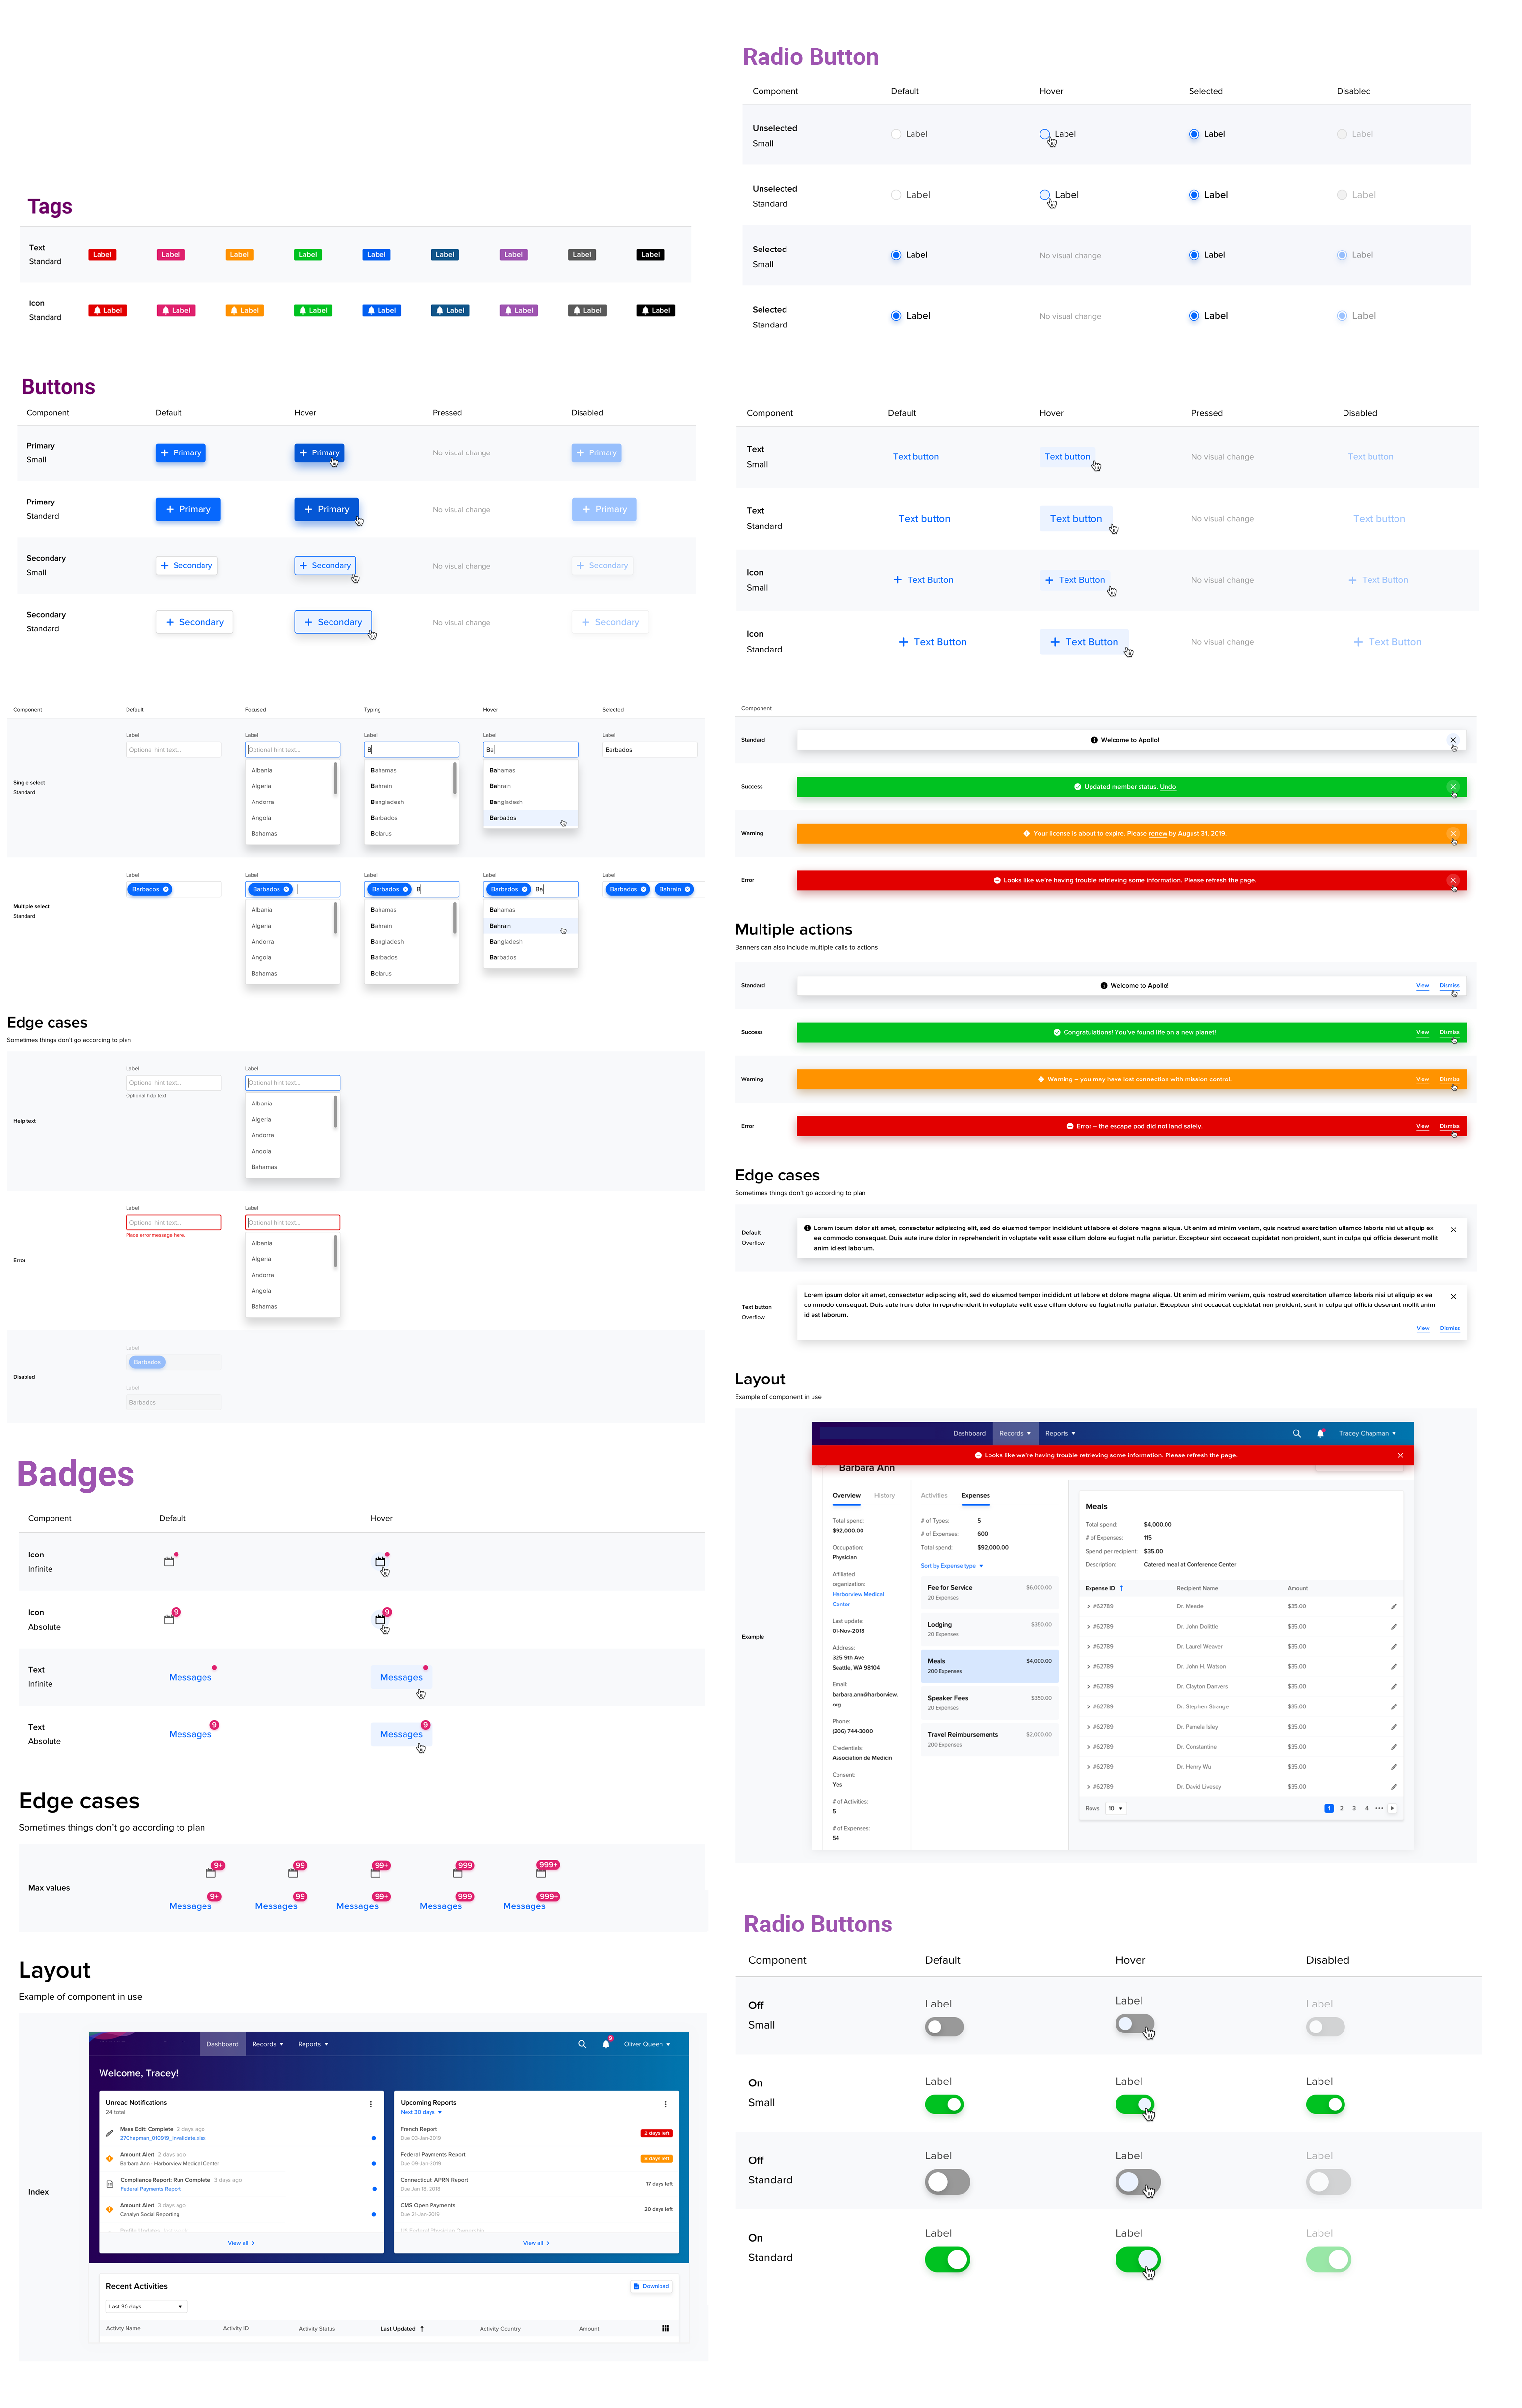 Tags
Text
Standard
Label Label Label Label Label Label Label Label Label
Icon
Standard
Label Label Label Label Label Label Label Label Label
Buttons
Component Default Hover Pressed Disabled
Primary
Small
Primary Primary No visual change Primary
Primary
Standard
Primary Primary No visual change Primary
Secondary
Small
Secondary Secondary No visual change Secondary
Secondary
Standard
Secondary Secondary No visual change Secondary
Component Default Focused Typing Hover Selected
Label Label Label Label Label
Optional hint text... Optional hint text... B Ba Barbados
Albania Bahamas Bahamas
Algeria Bahrain Bahrain
Single select
Standard
Andorra Bangladesh Bangladesh
Angola Barbados Barbados
Bahamas Belarus
Label Label Label Label Label
Barbados Barbados Barbados B Barbados Ba Barbados Bahrain
Multiple select
Standard
Albania Bahamas Bahamas
Algeria Bahrain Bahrain
Andorra Bangladesh Bangladesh
Angola Barbados Barbados
Bahamas Belarus
Edge cases
Sometimes things don't go according to plan
Label Label
Optional hint text... Optional hint text...
Optional help text
Help text
Albania
Algeria
Andorra
Angola
Bahamas
Label Label
Optional hint text... Optional hint text...
Place error message here.
Error
Albania
Algeria
Andorra
Angola
Bahamas
Label
Barbados
Disabled
Label
Barbados
Badges
Component Default Hover
Icon
Infinite
Icon
Absolute
9 9
Text
Infinite
Messages Messages
Text
Absolute
Messages 9 Messages 9
Edge cases
Sometimes things don't go according to plan
Max values
9+ 99 99+ 999 999+
Messages 9+ Messages 99 Messages 99+ Messages 999 Messages 999+
Layout
Example of component in use
Index
Dashboard Records Reports 9 Oliver Queen
Welcome, Tracey!
Unread Notifications
24 total
Mass Edit: Complete 2 days ago
27Chapman_010919_invalidate.xlsx
Amount Alert 2 days ago
Barbara Ann • Harborview Medical Center
Compliance Report: Run Complete 3 days ago
Federal Payments Report
Amount Alert 3 days ago
Canalyn Social Reporting
View all
Upcoming Reports
Next 30 days
French Report
Due 03-Jan-2019
2 days left
Federal Payments Report
Due 09-Jan-2019
8 days left
Connecticut: APRN Report
Due Jan 18, 2018
17 days left
CMS Open Payments
Due 21-Jan-2019
20 days left
View all
Recent Activities
Download
Last 30 days
Activty Name Activity ID Activity Status Last Updated Activity Country Amount
Radio Button
Component Default Hover Selected Disabled
Unselected
Small
Label Label Label Label
Unselected
Standard
Label Label Label Label
Selected
Small
Label No visual change Label Label
Selected
Standard
Label No visual change Label Label
Component Default Hover Pressed Disabled
Text
Small
Text button Text button No visual change Text button
Text
Standard
Text button Text button No visual change Text button
Icon
Small
Text Button Text Button No visual change Text Button
Icon
Standard
Text Button Text Button No visual change Text Button
Component
Standard Welcome to Apollo!
Success Updated member status. Undo
Warning Your license is about to expire. Please renew by August 31, 2019.
Error Looks like we're having trouble retrieving some information. Please refresh the page.
Multiple actions
Banners can also include multiple calls to actions
Standard Welcome to Apollo! View Dismiss
Success Congratulations! You've found life on a new planet! View Dismiss
Warning Warning – you may have lost connection with mission control. View Dismiss
Error Error – the escape pod did not land safely. View Dismiss
Edge cases
Sometimes things don't go according to plan
Default
Overflow
Lorem ipsum dolor sit amet, consectetur adipiscing elit, sed do eiusmod tempor incididunt ut labore et dolore magna aliqua. Ut enim ad minim veniam, quis nostrud exercitation ullamco laboris nisi ut aliquip ex
ea commodo consequat. Duis aute irure dolor in reprehenderit in voluptate velit esse cillum dolore eu fugiat nulla pariatur. Excepteur sint occaecat cupidatat non proident, sunt in culpa qui officia deserunt mollit
anim id est laborum.
Text button
Overflow
Lorem ipsum dolor sit amet, consectetur adipiscing elit, sed do eiusmod tempor incididunt ut labore et dolore magna aliqua. Ut enim ad minim veniam, quis nostrud exercitation ullamco laboris nisi ut aliquip ex ea
commodo consequat. Duis aute irure dolor in reprehenderit in voluptate velit esse cillum dolore eu fugiat nulla pariatur. Excepteur sint occaecat cupidatat non proident, sunt in culpa qui officia deserunt mollit anim
id est laborum.
View Dismiss
Layout
Example of component in use
Example
Dashboard Records Reports Tracey Chapman
Looks like we're having trouble retrieving some information. Please refresh the page.
Barbara Ann
Overview History
Total spend:
$92,000.00
Occupation:
Physician
Affiliated
organization:
Harborview Medical
Center
Last update:
01-Nov-2018
Address:
325 9th Ave
Seattle, WA 98104
Email:
barbara.ann@harborview.
org
Phone:
(206) 744-3000
Credentials:
Association de Medicin
Consent:
Yes
# of Activities:
5
# of Expenses:
54
Activities Expenses
# of Types: 5
# of Expenses: 600
Total spend: $92,000.00
Sort by Expense type
Fee for Service $6,000.00
20 Expenses
Lodging $350.00
20 Expenses
Meals $4,000.00
200 Expenses
Speaker Fees $350.00
20 Expenses
Travel Reimbursements $2,000.00
200 Expenses
Meals
Total spend: $4,000.00
# of Expenses: 115
Spend per recipient: $35.00
Description: Catered meal at Conference Center
Expense ID Recipient Name Amount
#62789 Dr. Meade $35.00
#62789 Dr. John Dolittle $35.00
#62789 Dr. Laurel Weaver $35.00
#62789 Dr. John H. Watson $35.00
#62789 Dr. Clayton Danvers $35.00
#62789 Dr. Stephen Strange $35.00
#62789 Dr. Pamela Isley $35.00
#62789 Dr. Constantine $35.00
#62789 Dr. Henry Wu $35.00
#62789 Dr. David Livesey $35.00
Rows 10 1 2 3 4 •••
Radio Buttons
Component Default Hover Disabled
Off
Small
Label Label Label
On
Small
Label Label Label
Off
Standard
Label Label Label
On
Standard
Label Label Label